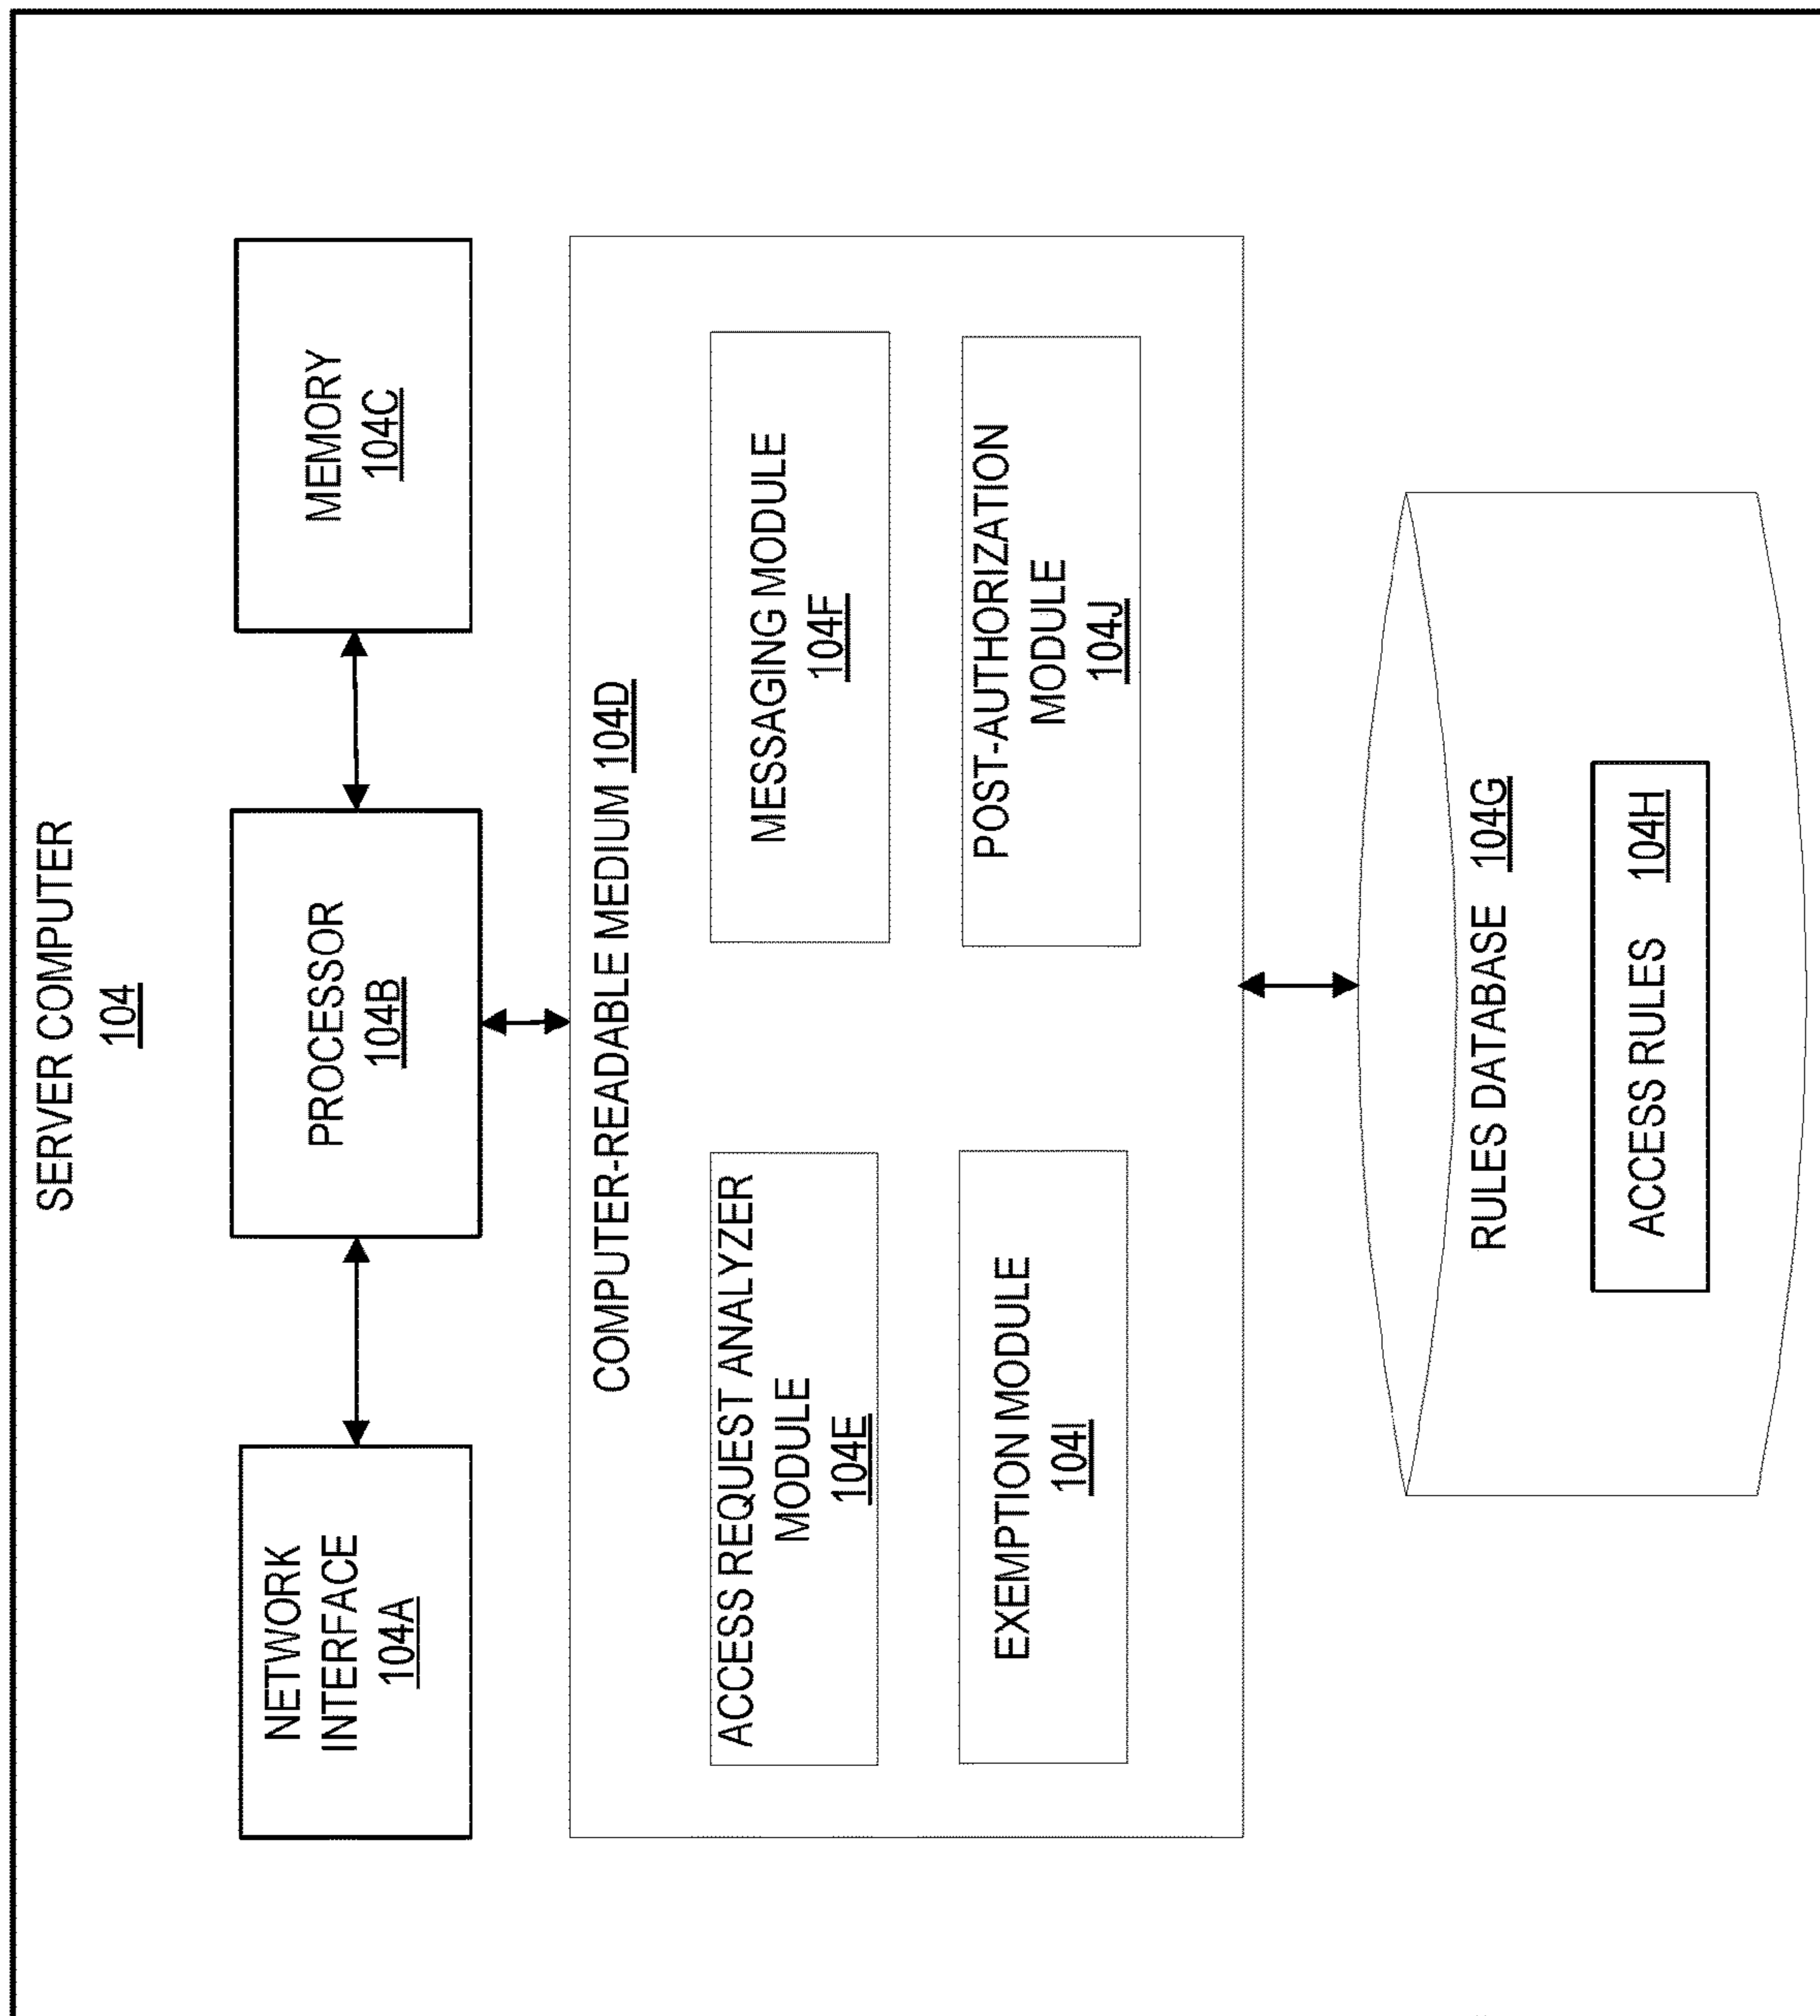 SERVER COMPUTER
104
NETWORK
INTERFACE
104A
PROCESSOR
104B
MEMORY
104C
COMPUTER-READABLE MEDIUM 104D
ACCESS REQUEST ANALYZER
MODULE
104E
MESSAGING MODULE
104F
EXEMPTION MODULE
104I
POST-AUTHORIZATION
MODULE
104J
RULES DATABASE 104G
ACCESS RULES 104H